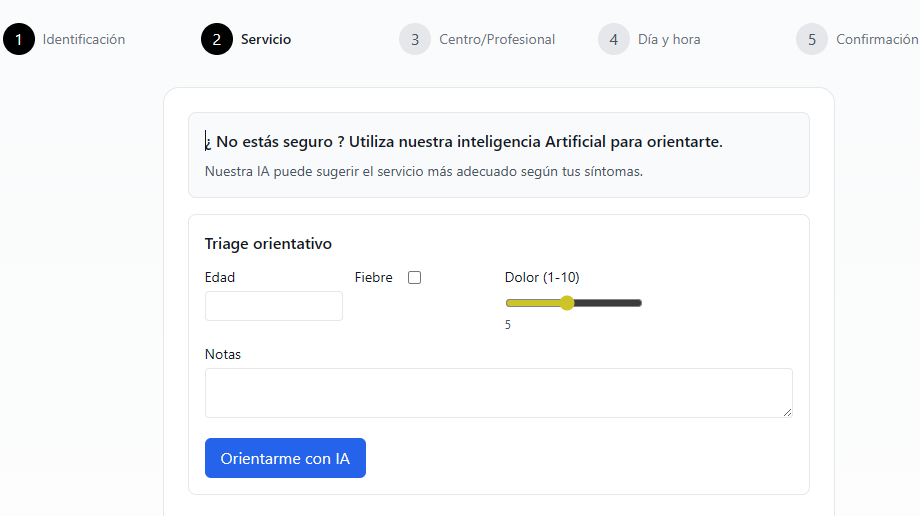 1 Identificación 2 Servicio 3 Centro/Profesional 4 Día y hora 5 Confirmación
¿ No estás seguro ? Utiliza nuestra inteligencia Artificial para orientarte.
Nuestra IA puede sugerir el servicio más adecuado según tus síntomas.
Triage orientativo
Edad Fiebre Dolor (1-10)
5
Notas
Orientarme con IA